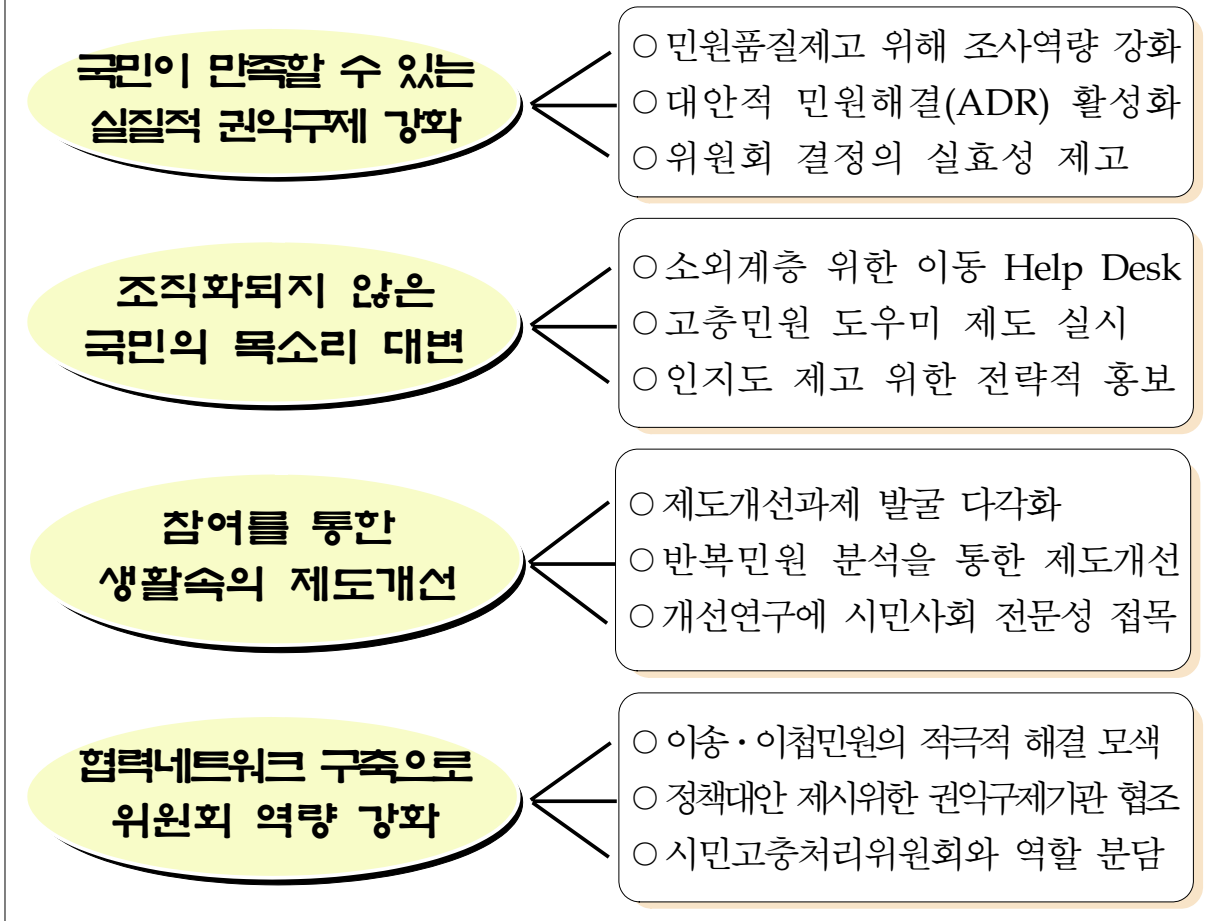 국민이 만족할 수 있는
실질적 권익구제 강화
○ 민원품질제고 위해 조사역량 강화
○ 대안적 민원해결(ADR) 활성화
○ 위원회 결정의 실효성 제고
조직화되지 않은
국민의 목소리 대변
○ 소외계층 위한 이동 Help Desk
○ 고충민원 도우미 제도 실시
○ 인지도 제고 위한 전략적 홍보
참여를 통한
생활속의 제도개선
○ 제도개선과제 발굴 다각화
○ 반복민원 분석을 통한 제도개선
○ 개선연구에 시민사회 전문성 접목
협력네트워크 구축으로
위원회 역량 강화
○ 이송·이첩민원의 적극적 해결 모색
○ 정책대안 제시위한 권익구제기관 협조
○ 시민고충처리위원회와 역할 분담